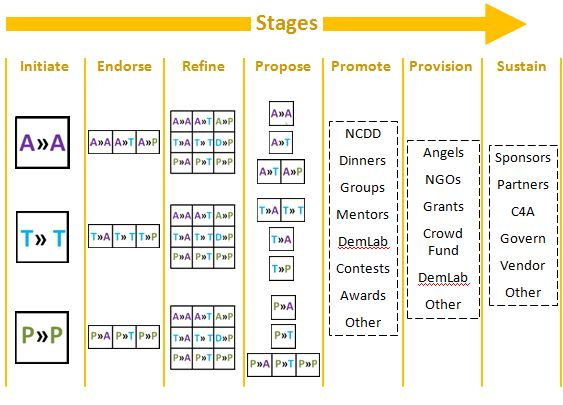 Stages
Initiate
Endorse
Refine
Propose
Promote
Provision
Sustain
A»A
T» T
P»P
A»A A»T A»P
T»A T» T T»P
P»A P»T P»P
A»A A»T A»P
T»A T» T D»P
P»A P»T P»P
A»A A»T A»P
T»A T» T D»P
P»A P»T P»P
A»A A»T A»P
T»A T» T D»P
P»A P»T P»P
A»A
A»T
A»T A»P
T»A T» T
T»A
T»P
P»A
P»T
P»A P»T P»P
NCDD
Dinners
Groups
Mentors
DemLab
Contests
Awards
Other
Angels
NGOs
Grants
Crowd
Fund
DemLab
Other
Sponsors
Partners
C4A
Govern
Vendor
Other